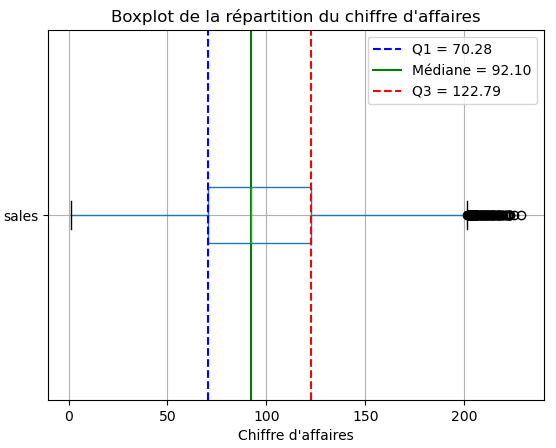 Boxplot de la répartition du chiffre d'affaires
Q1 = 70.28
Médiane = 92.10
Q3 = 122.79
sales
0 50 100 150 200
Chiffre d'affaires